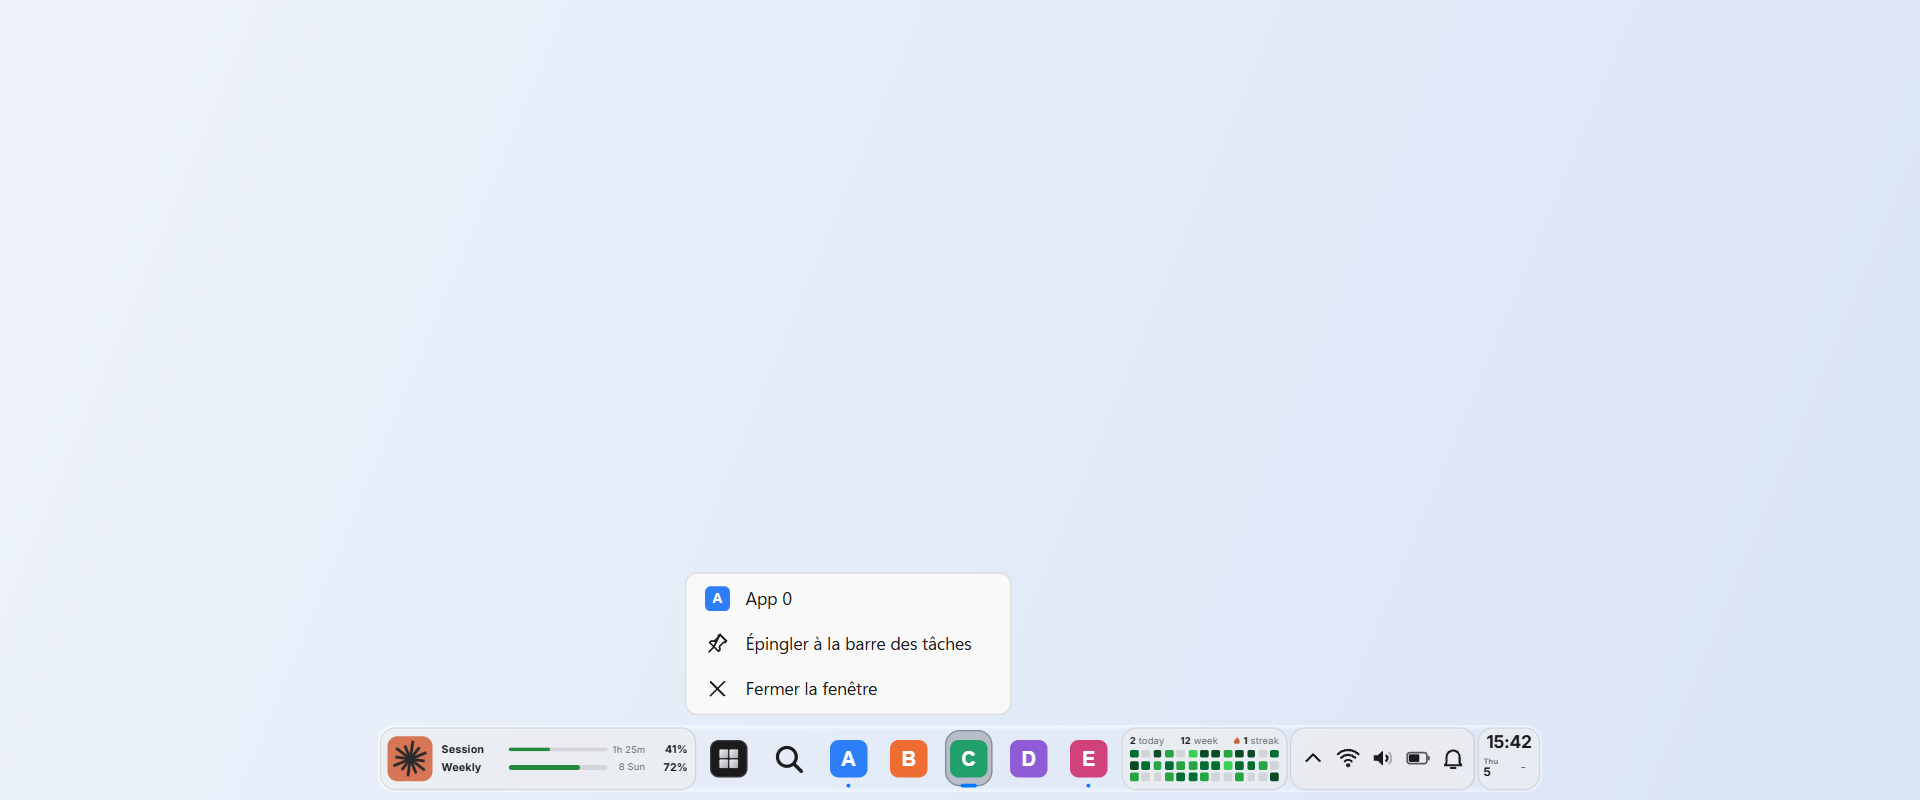 A App 0
Épingler à la barre des tâches
Fermer la fenêtre
Session 1h 25m 41%
Weekly 8 Sun 72%
A B C D E
2 today 12 week 1 streak
15:42
Thu
5 –